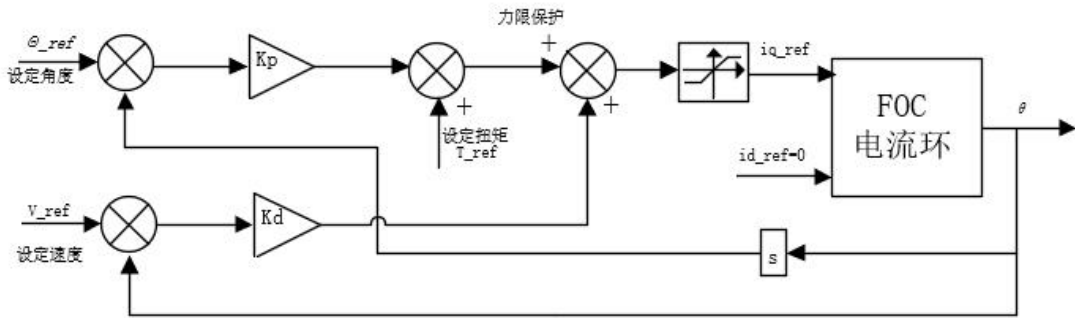 力限保护
Θ_ref
设定角度
Kp
+
+
+
+
设定扭矩
T_ref
iq_ref
FOC
电流环
θ
id_ref=0
V_ref
设定速度
Kd
s